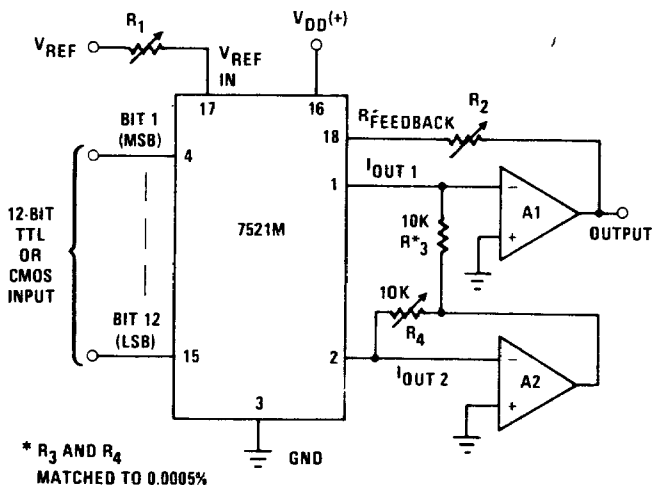 R1
VREF
VREF
IN
VDD(+)
17
16
BIT 1
(MSB)
4
18
RFEEDBACK
R2
1
IOUT 1
7521M
12-BIT
TTL
OR
CMOS
INPUT
10K
R*3
−
A1
+
OUTPUT
10K
R4
BIT 12
(LSB)
15
2
IOUT 2
−
A2
+
3
GND
* R3 AND R4
MATCHED TO 0.0005%